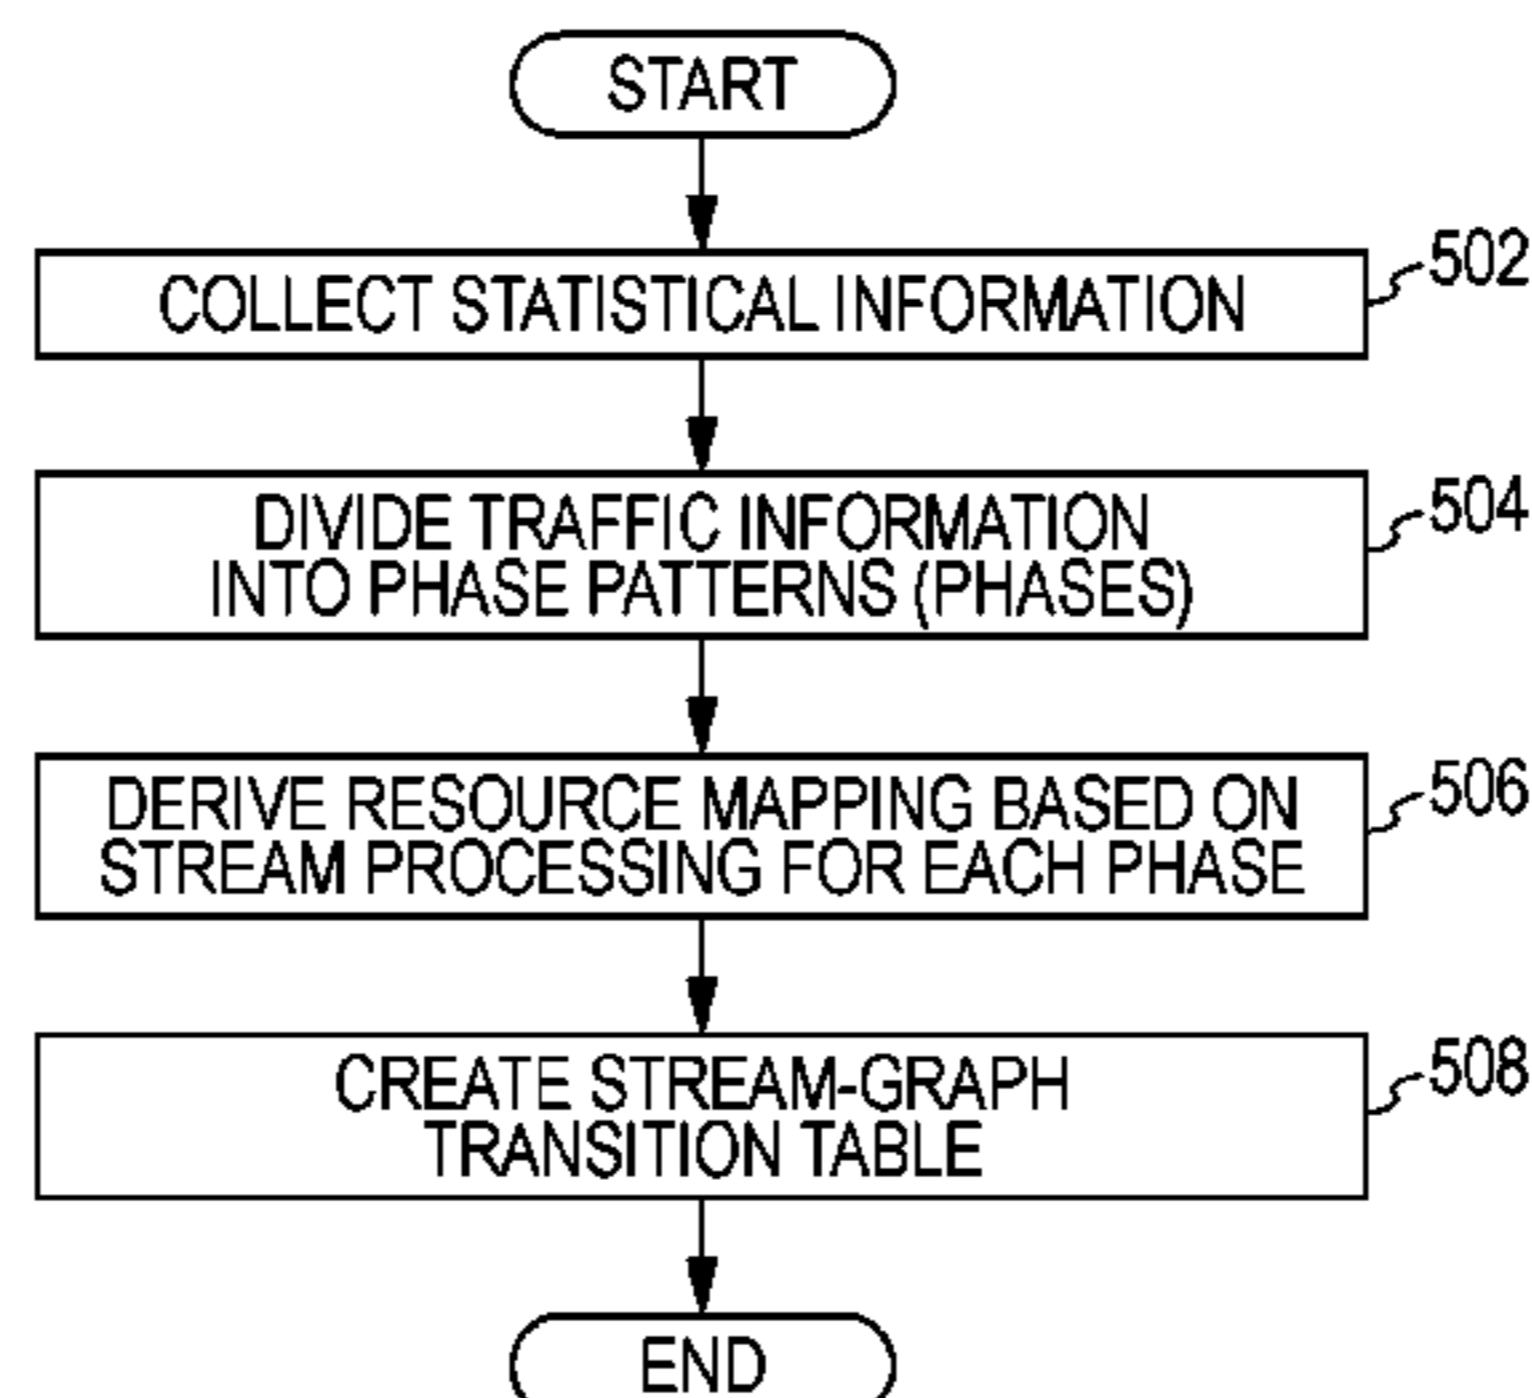 START
COLLECT STATISTICAL INFORMATION
502
DIVIDE TRAFFIC INFORMATION
INTO PHASE PATTERNS (PHASES)
504
DERIVE RESOURCE MAPPING BASED ON
STREAM PROCESSING FOR EACH PHASE
506
CREATE STREAM-GRAPH
TRANSITION TABLE
508
END